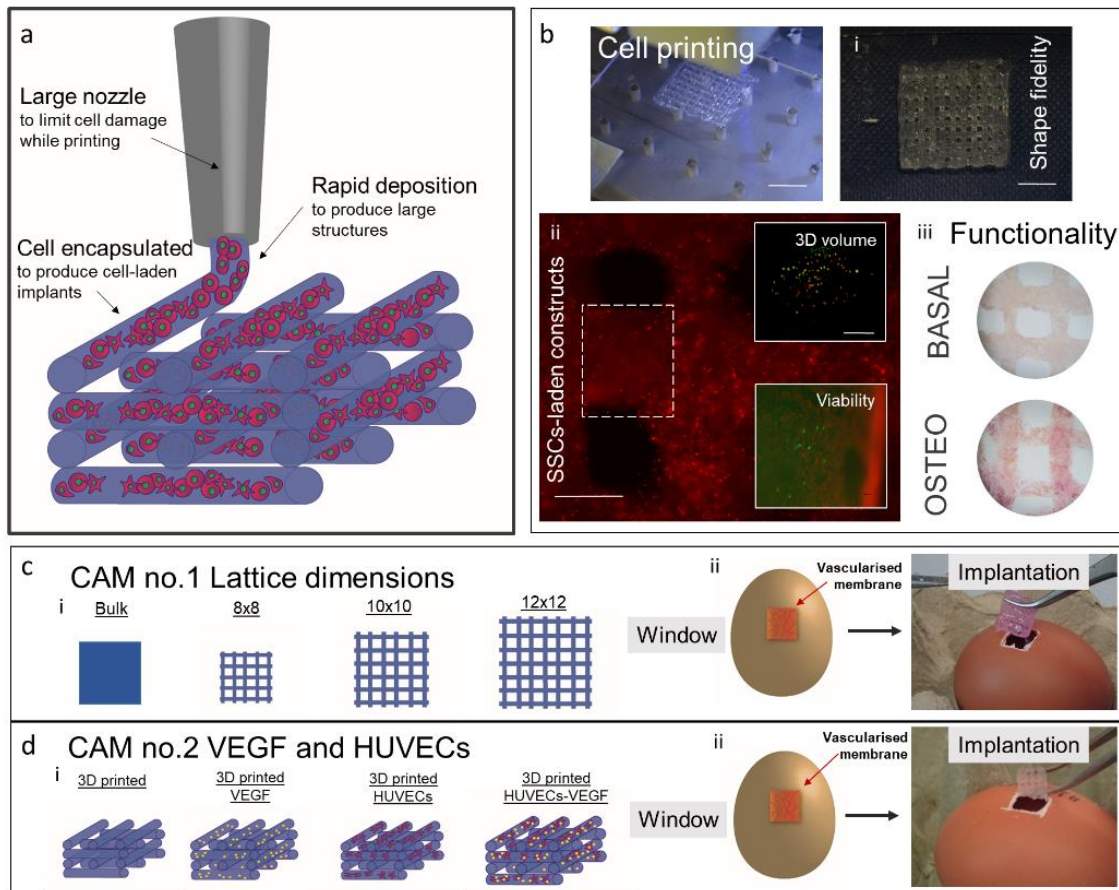 a
Large nozzle
to limit cell damage
while printing
Rapid deposition
to produce large
structures
Cell encapsulated
to produce cell-laden
implants
b
Cell printing
i
Shape fidelity
ii
SSCs-laden constructs
3D volume
Viability
iii
Functionality
BASAL
OSTEO
c
CAM no.1 Lattice dimensions
i
Bulk
8x8
10x10
12x12
ii
Vascularised
membrane
Window
Implantation
d
CAM no.2 VEGF and HUVECs
i
3D printed
3D printed
VEGF
3D printed
HUVECs
3D printed
HUVECs-VEGF
ii
Vascularised
membrane
Window
Implantation